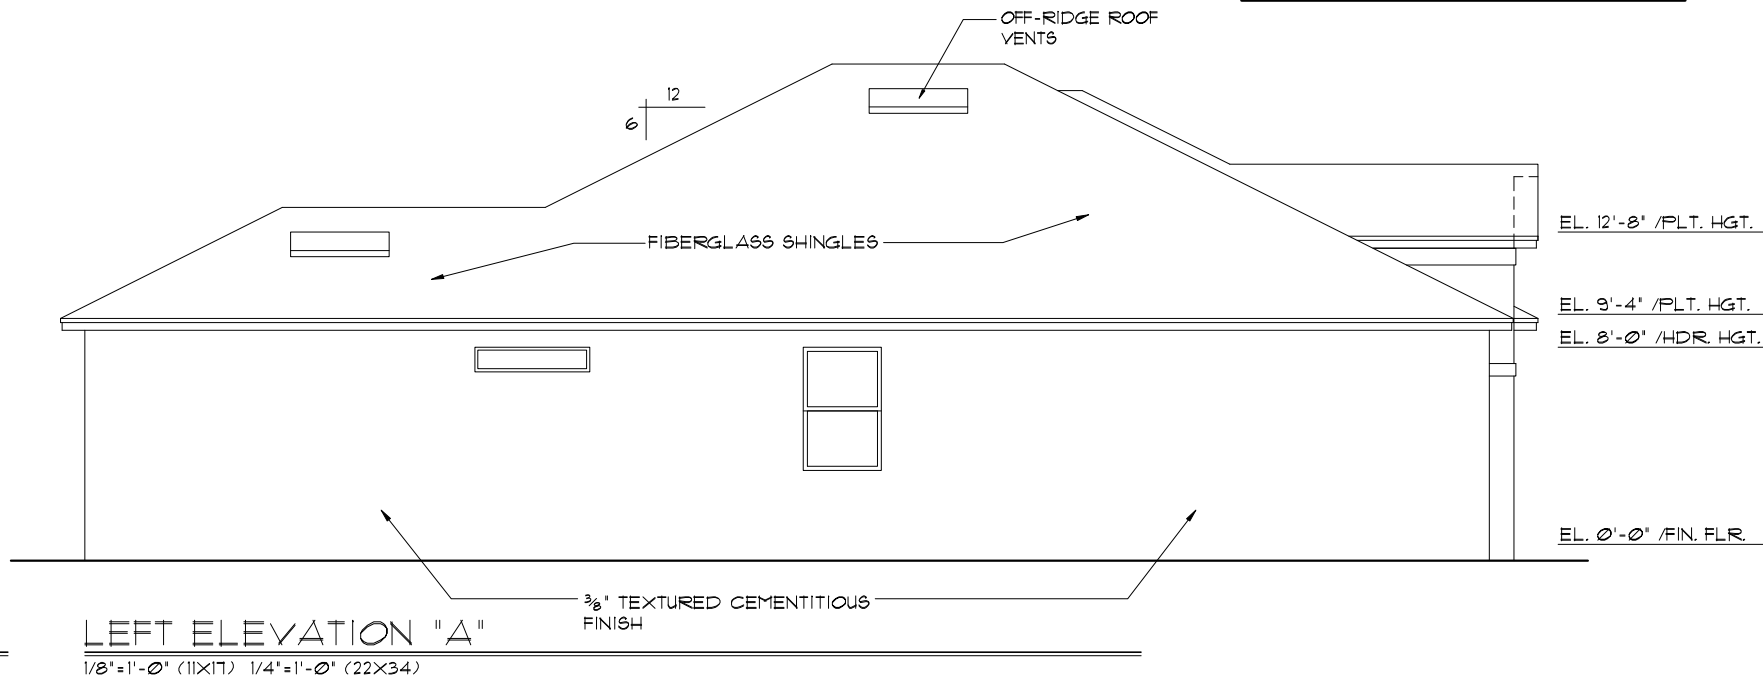 OFF-RIDGE ROOF
VENTS
12
6
FIBERGLASS SHINGLES
EL. 12'-8" /PLT. HGT.
EL. 9'-4" /PLT. HGT.
EL. 8'-0" /HDR. HGT.
EL. 0'-0" /FIN. FLR.
3/8" TEXTURED CEMENTITIOUS
FINISH
LEFT ELEVATION "A"
1/8"=1'-0" (11X17) 1/4"=1'-0" (22X34)